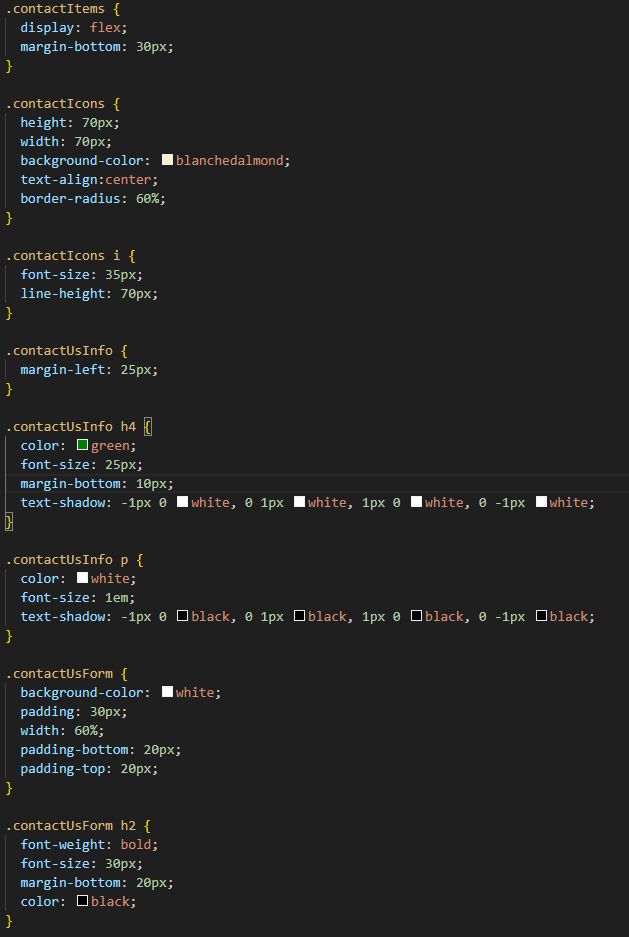 .contactItems {
  display: flex;
  margin-bottom: 30px;
}

.contactIcons {
  height: 70px;
  width: 70px;
  background-color: blanchedalmond;
  text-align:center;
  border-radius: 60%;
}

.contactIcons i {
  font-size: 35px;
  line-height: 70px;
}

.contactUsInfo {
  margin-left: 25px;
}

.contactUsInfo h4 {
  color: green;
  font-size: 25px;
  margin-bottom: 10px;
  text-shadow: -1px 0 white, 0 1px white, 1px 0 white, 0 -1px white;
}

.contactUsInfo p {
  color: white;
  font-size: 1em;
  text-shadow: -1px 0 black, 0 1px black, 1px 0 black, 0 -1px black;
}

.contactUsForm {
  background-color: white;
  padding: 30px;
  width: 60%;
  padding-bottom: 20px;
  padding-top: 20px;
}

.contactUsForm h2 {
  font-weight: bold;
  font-size: 30px;
  margin-bottom: 20px;
  color: black;
}